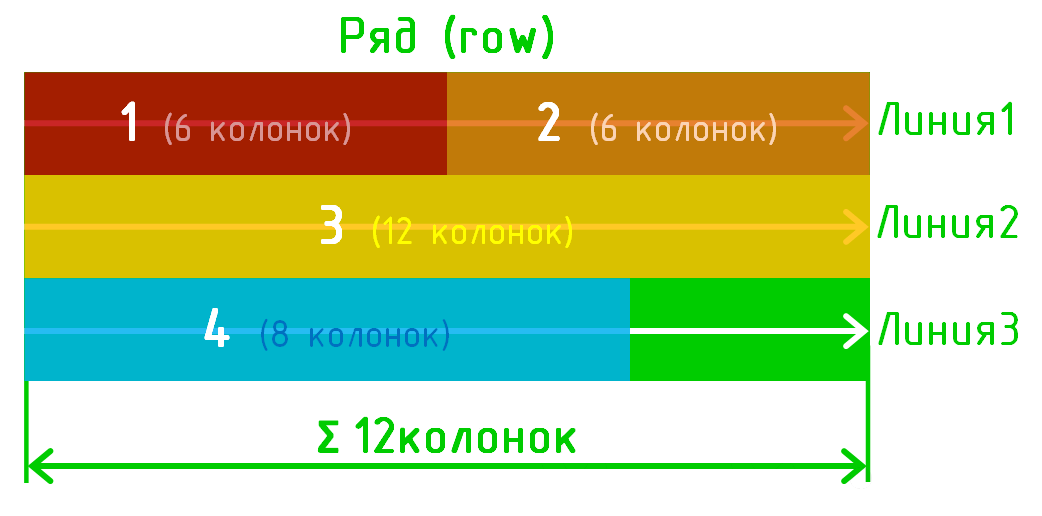 Ряд (row)
1 (6 колонок) 2 (6 колонок) Линия1
3 (12 колонок) Линия2
4 (8 колонок) Линия3
Σ 12колонок